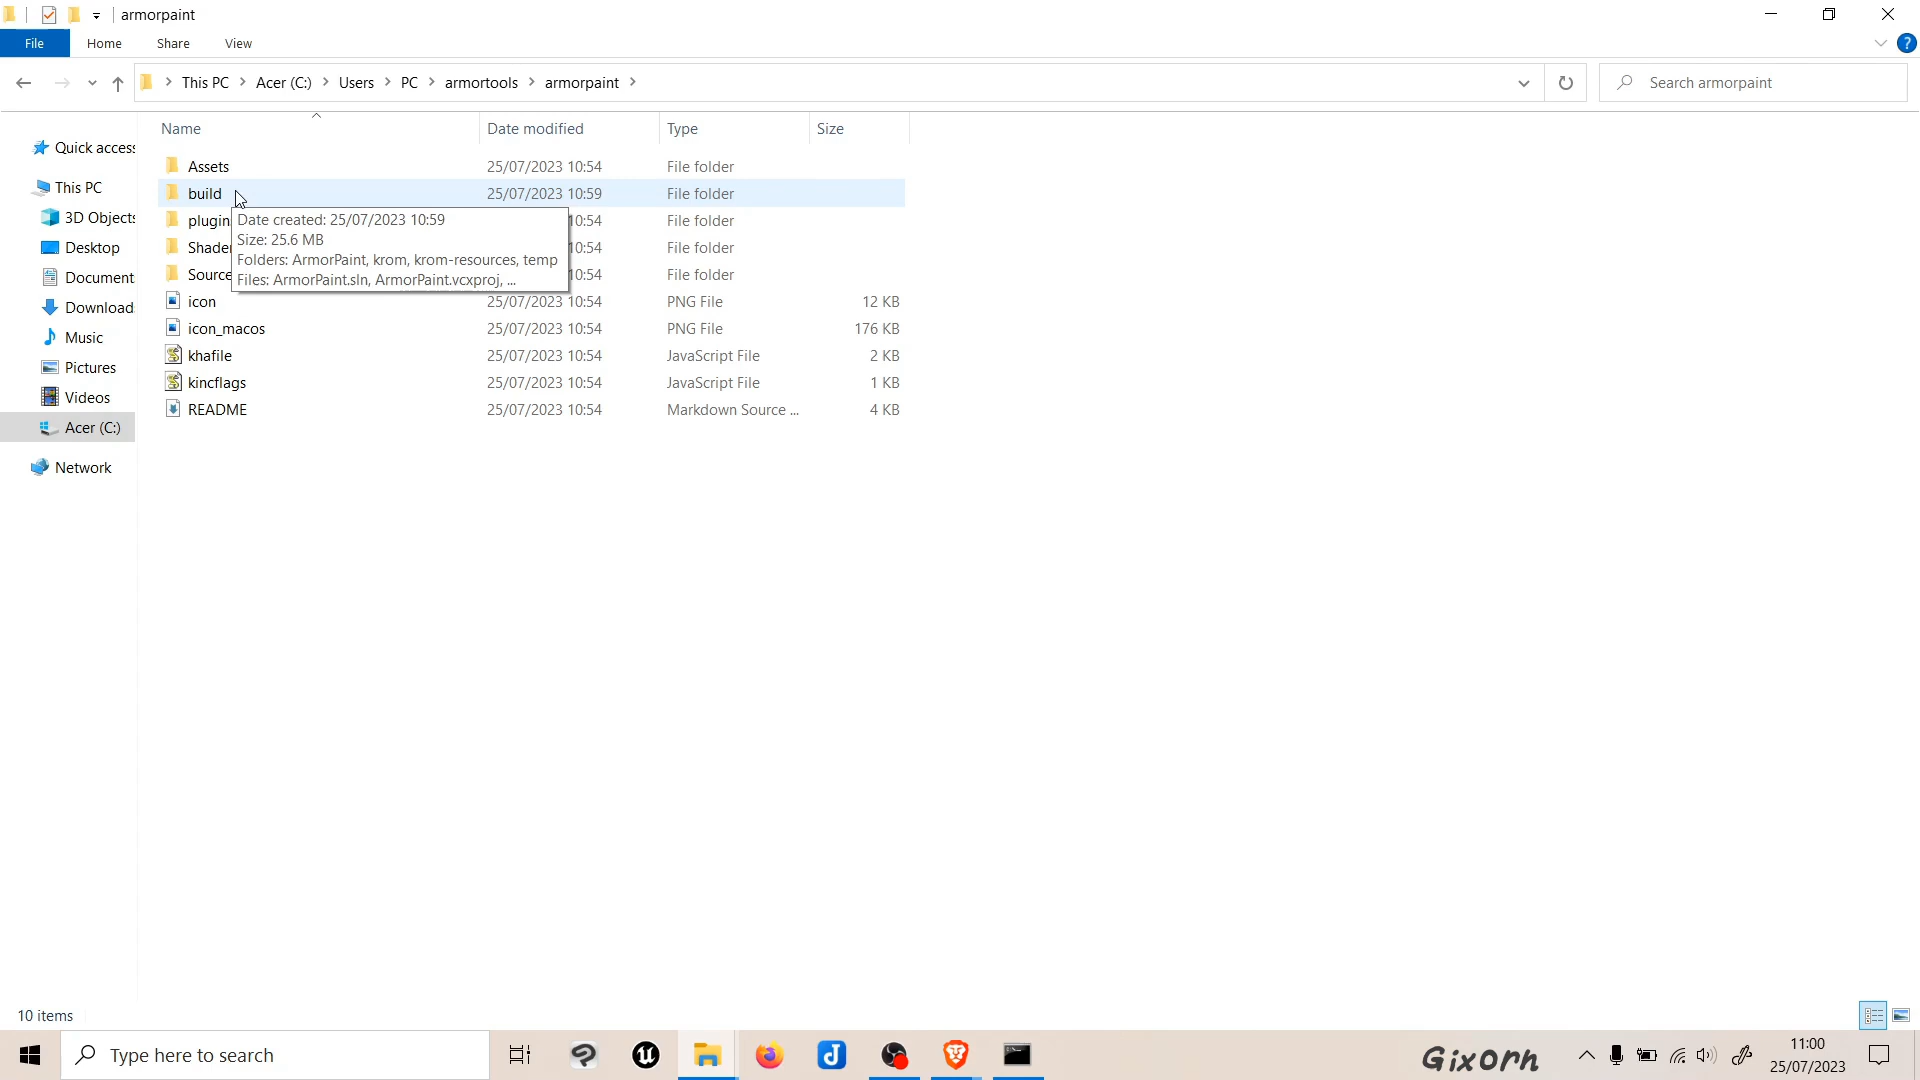 armorpaint
File Home Share View
This PC Acer (C:) Users PC armortools armorpaint
Search armorpaint
Name Date modified Type Size
Quick access
This PC
3D Objects
Desktop
Document
Download
Music
Pictures
Videos
Acer (C:)
Network
Assets 25/07/2023 10:54 File folder
build 25/07/2023 10:59 File folder
plugin 10:54 File folder
Shader 10:54 File folder
Source 10:54 File folder
icon 25/07/2023 10:54 PNG File 12 KB
icon_macos 25/07/2023 10:54 PNG File 176 KB
khafile 25/07/2023 10:54 JavaScript File 2 KB
kincflags 25/07/2023 10:54 JavaScript File 1 KB
README 25/07/2023 10:54 Markdown Source ... 4 KB
Date created: 25/07/2023 10:59
Size: 25.6 MB
Folders: ArmorPaint, krom, krom-resources, temp
Files: ArmorPaint.sln, ArmorPaint.vcxproj, ...
10 items
Type here to search
Gixorn
11:00
25/07/2023